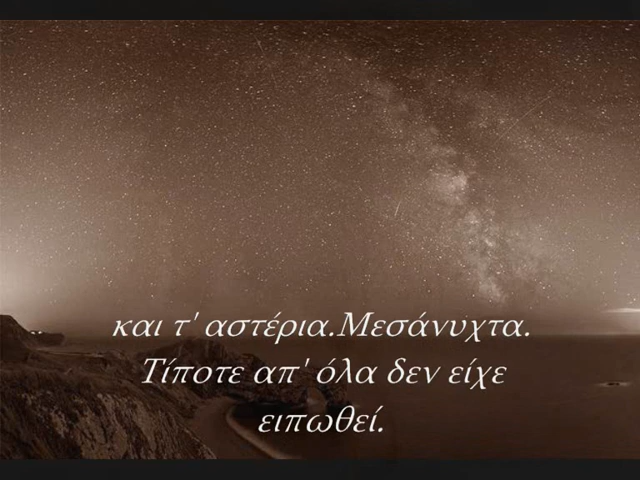 και τ' αστέρια.Μεσάνυχτα.
Τίποτε απ' όλα δεν είχε
ειπωθεί.